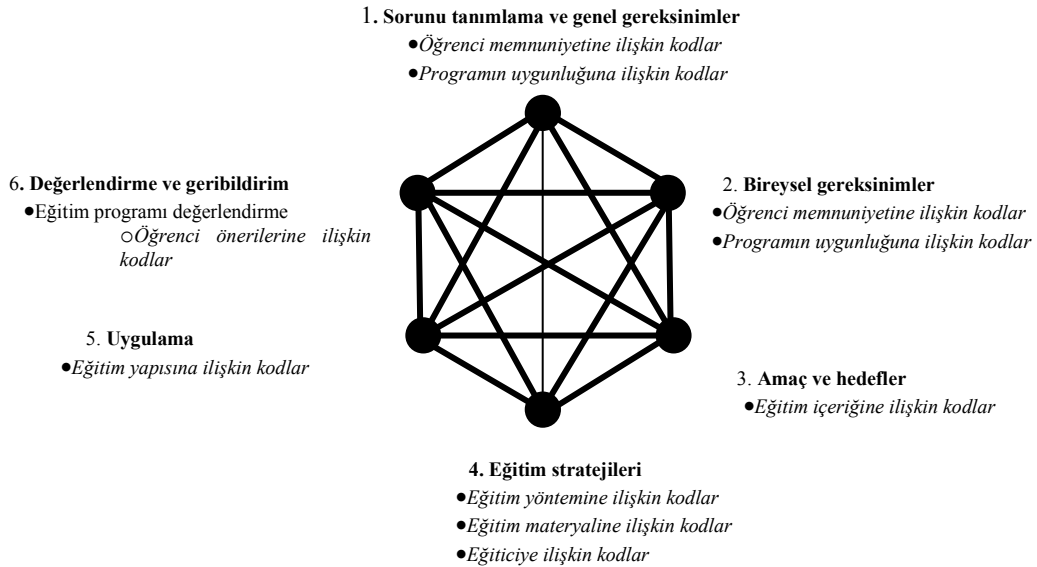 1. Sorunu tanımlama ve genel gereksinimler
●Öğrenci memnuniyetine ilişkin kodlar
●Programın uygunluğuna ilişkin kodlar
2. Bireysel gereksinimler
●Öğrenci memnuniyetine ilişkin kodlar
●Programın uygunluğuna ilişkin kodlar
3. Amaç ve hedefler
●Eğitim içeriğine ilişkin kodlar
4. Eğitim stratejileri
●Eğitim yöntemine ilişkin kodlar
●Eğitim materyaline ilişkin kodlar
●Eğiticiye ilişkin kodlar
5. Uygulama
●Eğitim yapısına ilişkin kodlar
6. Değerlendirme ve geribildirim
●Eğitim programı değerlendirme
○Öğrenci önerilerine ilişkin
kodlar